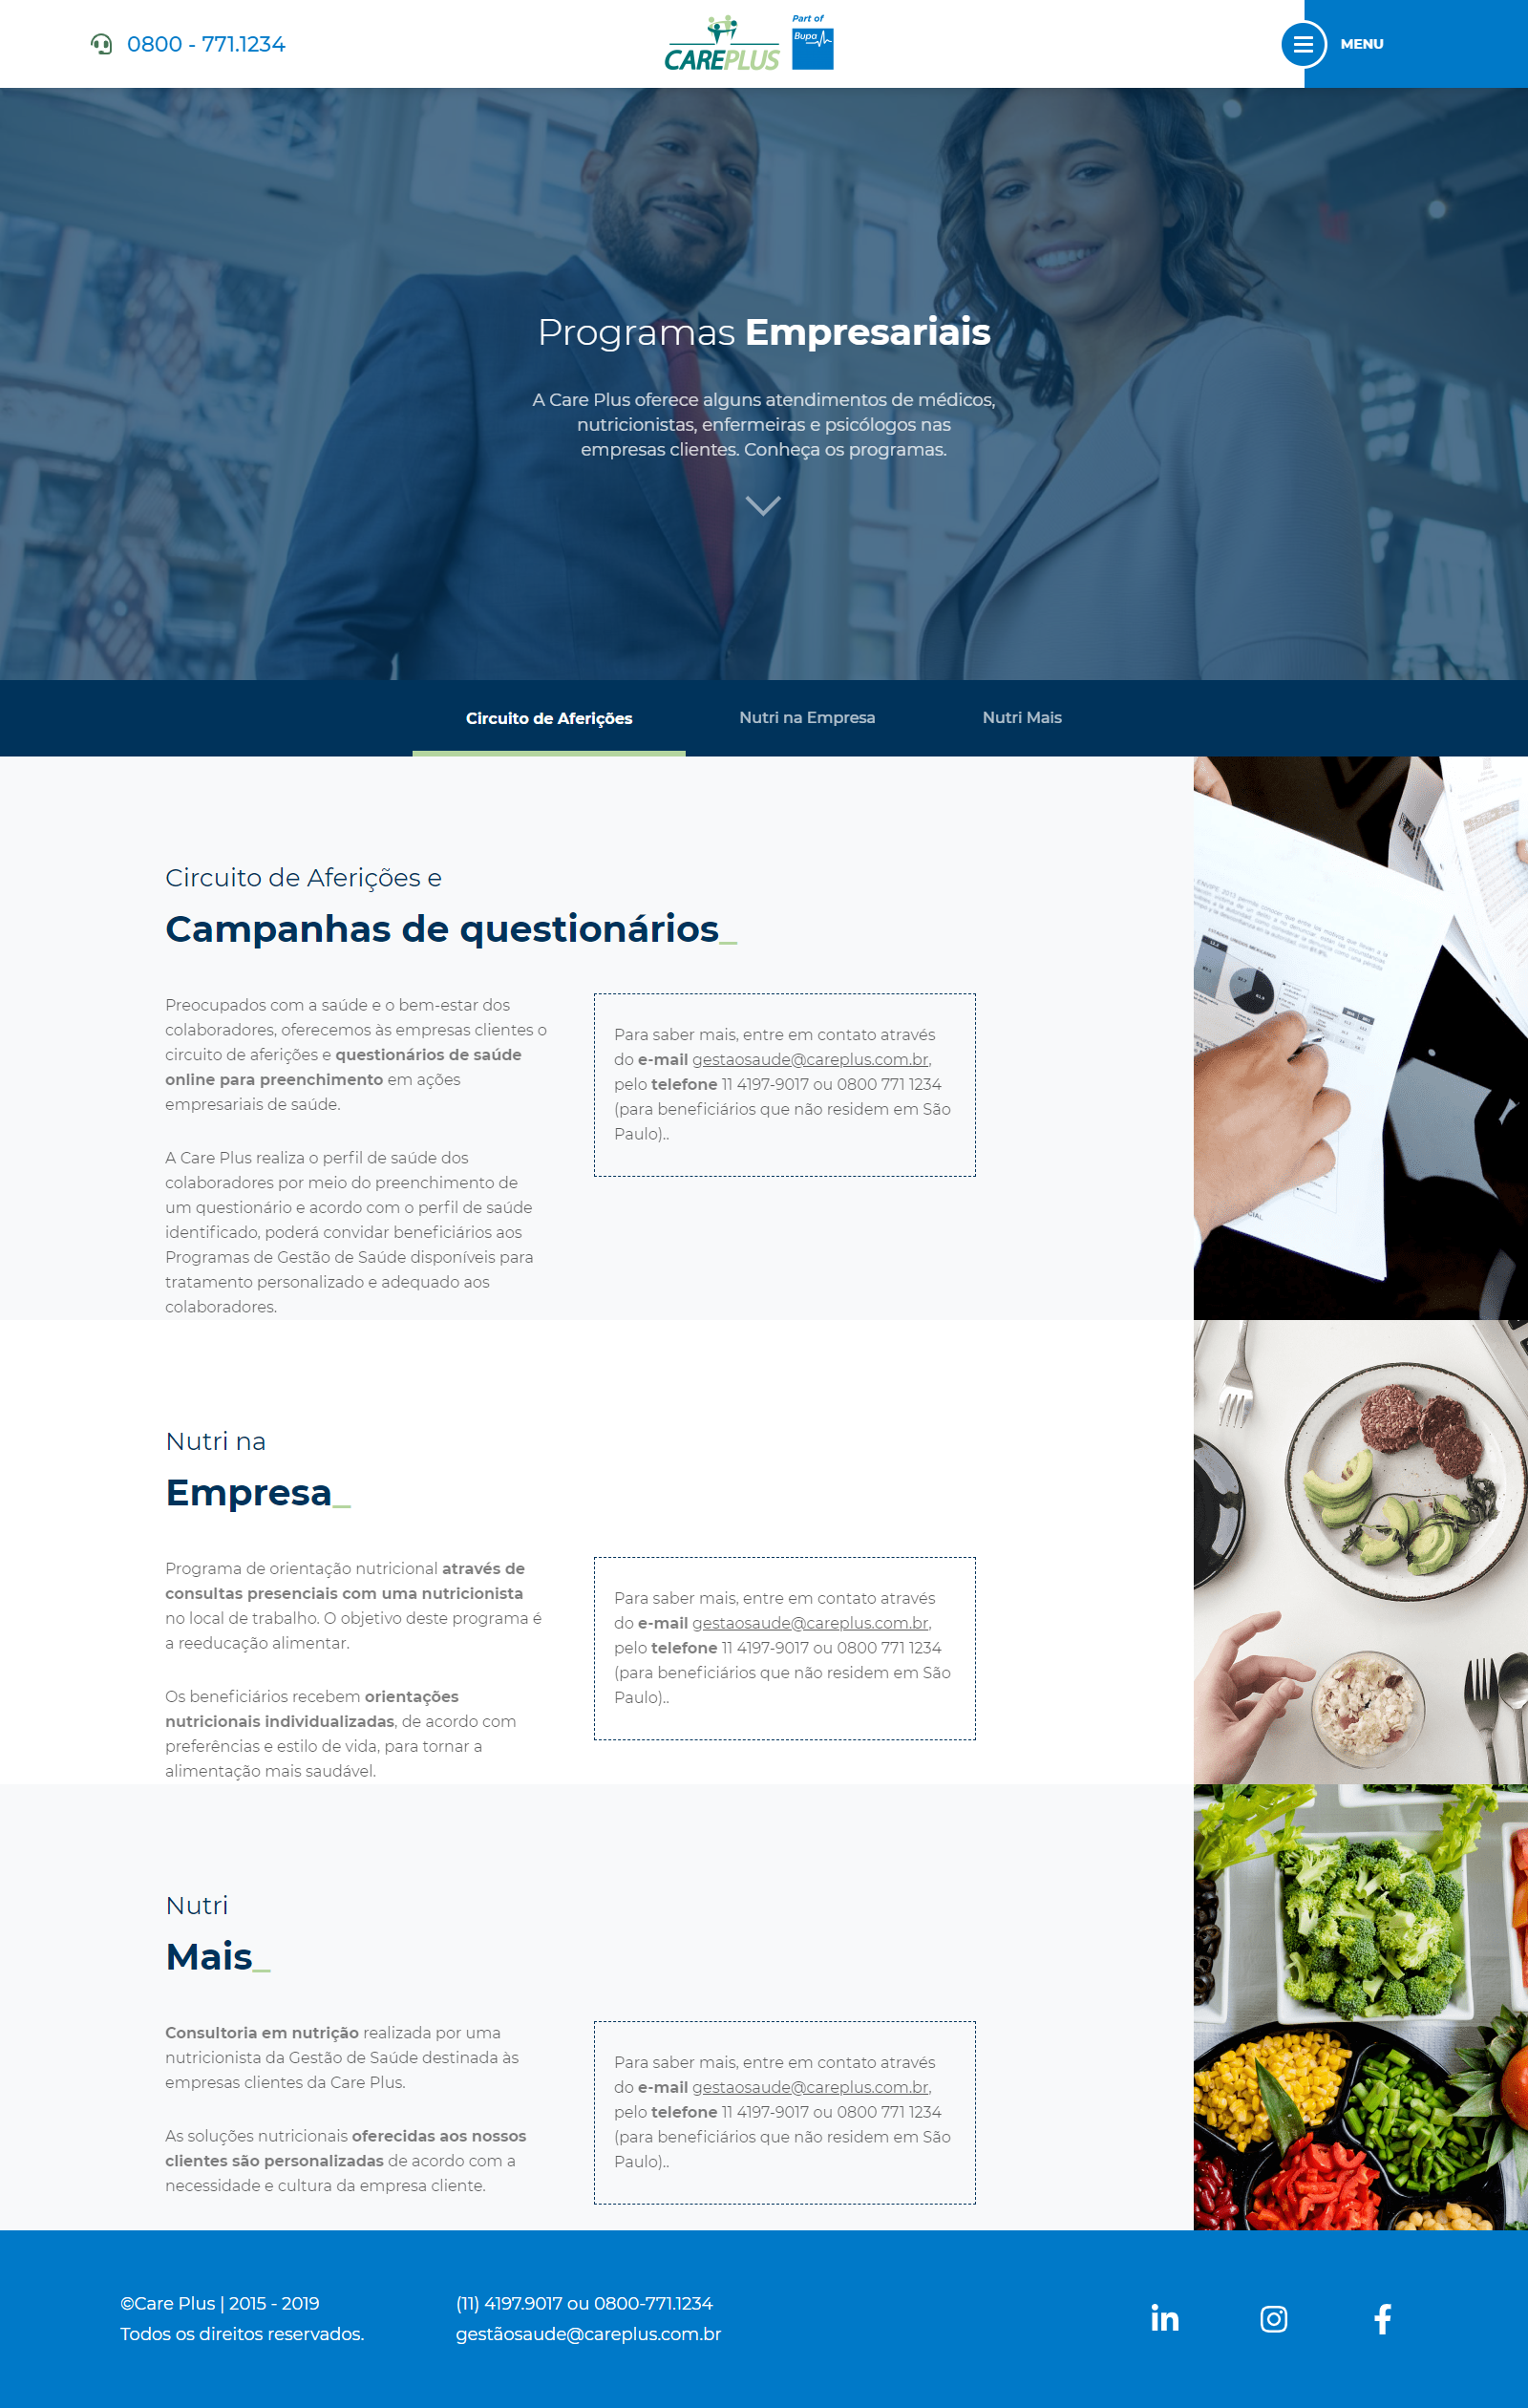 0800 - 771.1234
CAREPLUS
Part of
Bupa
MENU
Programas Empresariais
A Care Plus oferece alguns atendimentos de médicos,
nutricionistas, enfermeiras e psicólogos nas
empresas clientes. Conheça os programas.
Circuito de Aferições
Nutri na Empresa
Nutri Mais
Circuito de Aferições e
Campanhas de questionários_
Preocupados com a saúde e o bem-estar dos
colaboradores, oferecemos às empresas clientes o
circuito de aferições e questionários de saúde
online para preenchimento em ações
empresariais de saúde.
A Care Plus realiza o perfil de saúde dos
colaboradores por meio do preenchimento de
um questionário e acordo com o perfil de saúde
identificado, poderá convidar beneficiários aos
Programas de Gestão de Saúde disponíveis para
tratamento personalizado e adequado aos
colaboradores.
Para saber mais, entre em contato através
do e-mail gestaosaude@careplus.com.br,
pelo telefone 11 4197-9017 ou 0800 771 1234
(para beneficiários que não residem em São
Paulo)..
Nutri na
Empresa_
Programa de orientação nutricional através de
consultas presenciais com uma nutricionista
no local de trabalho. O objetivo deste programa é
a reeducação alimentar.
Os beneficiários recebem orientações
nutricionais individualizadas, de acordo com
preferências e estilo de vida, para tornar a
alimentação mais saudável.
Para saber mais, entre em contato através
do e-mail gestaosaude@careplus.com.br,
pelo telefone 11 4197-9017 ou 0800 771 1234
(para beneficiários que não residem em São
Paulo)..
Nutri
Mais_
Consultoria em nutrição realizada por uma
nutricionista da Gestão de Saúde destinada às
empresas clientes da Care Plus.
As soluções nutricionais oferecidas aos nossos
clientes são personalizadas de acordo com a
necessidade e cultura da empresa cliente.
Para saber mais, entre em contato através
do e-mail gestaosaude@careplus.com.br,
pelo telefone 11 4197-9017 ou 0800 771 1234
(para beneficiários que não residem em São
Paulo)..
©Care Plus | 2015 - 2019
Todos os direitos reservados.
(11) 4197.9017 ou 0800-771.1234
gestãosaude@careplus.com.br